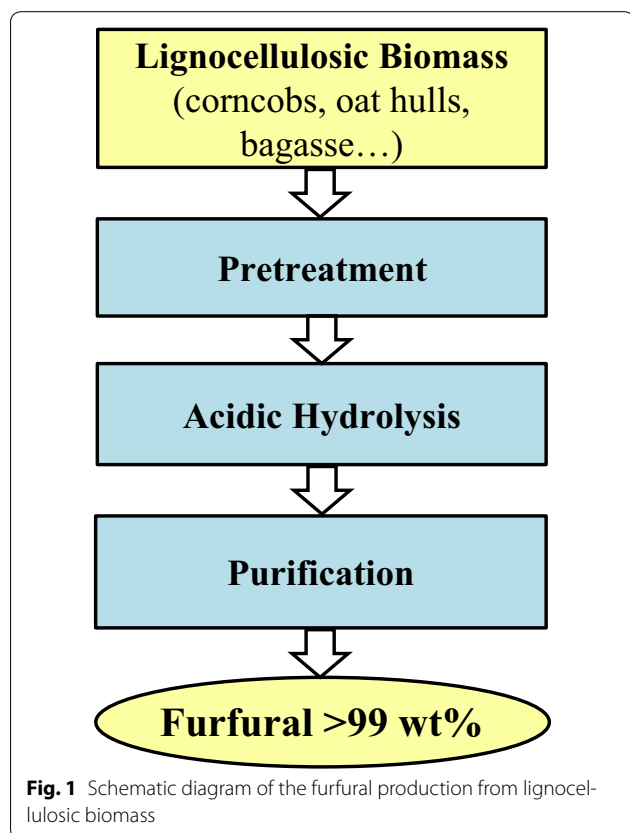 Lignocellulosic Biomass
(corncobs, oat hulls,
bagasse…)
Pretreatment
Acidic Hydrolysis
Purification
Furfural >99 wt%
Fig. 1 Schematic diagram of the furfural production from lignocel-
lulosic biomass